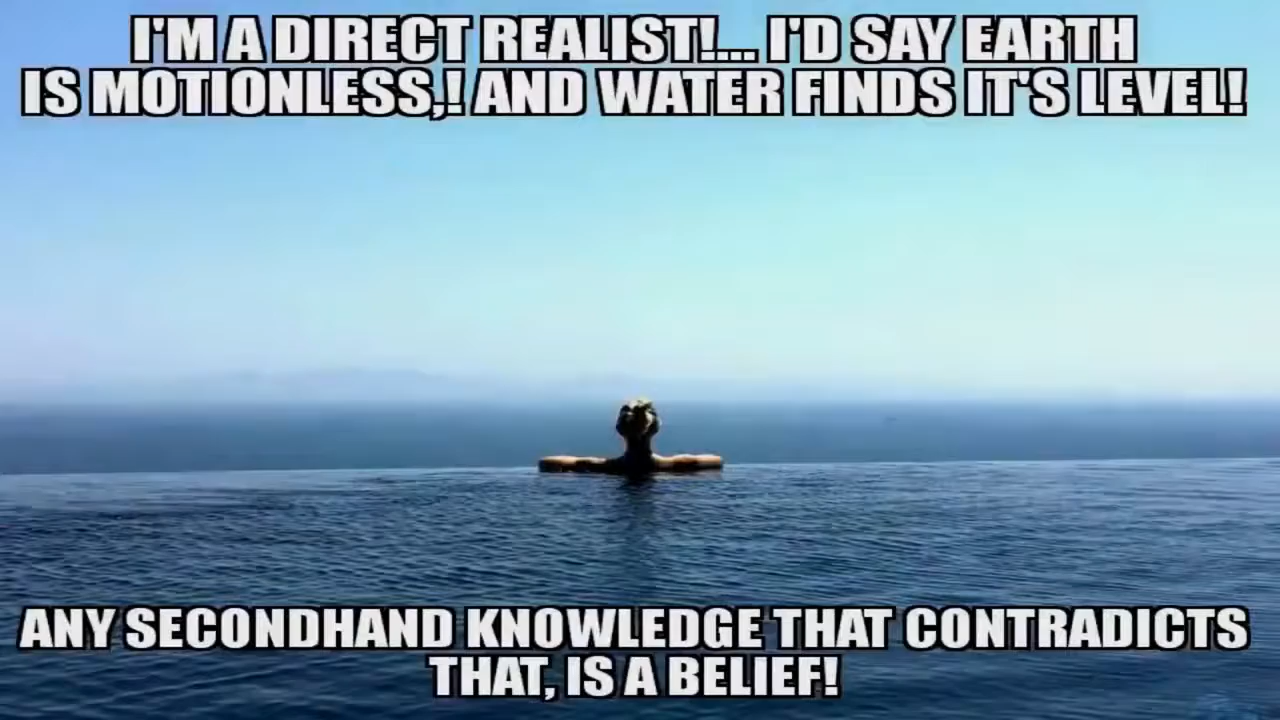 I'M A DIRECT REALIST!... I'D SAY EARTH
IS MOTIONLESS,! AND WATER FINDS IT'S LEVEL!
ANY SECONDHAND KNOWLEDGE THAT CONTRADICTS
THAT, IS A BELIEF!